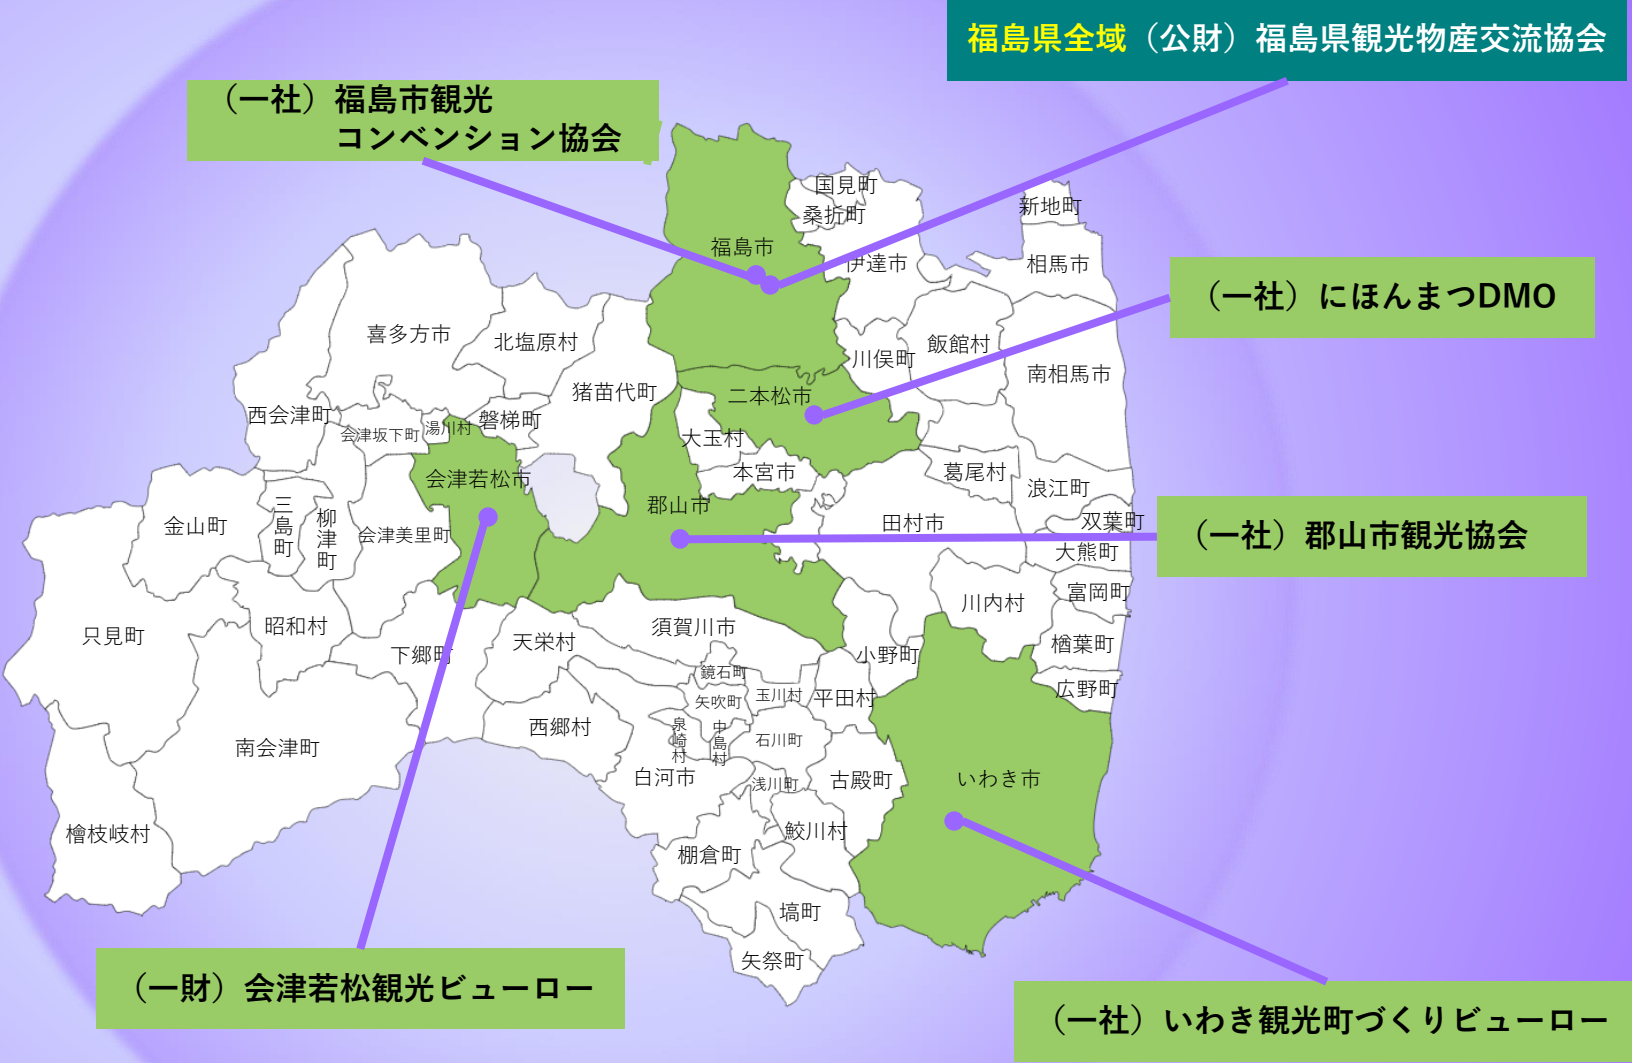 福島県全域（公財）福島県観光物産交流協会
（一社）福島市観光
コンベンション協会
国見町
桑折町
新地町
福島市
伊達市
相馬市
（一社）にほんまつDMO
喜多方市
北塩原村
川俣町
飯館村
南相馬市
猪苗代町
二本松市
西会津町
会津坂下町
湯川村
磐梯町
大玉村
本宮市
葛尾村
会津若松市
浪江町
郡山市
金山町
三島町
柳津町
会津美里町
田村市
双葉町
（一社）郡山市観光協会
大熊町
富岡町
川内村
只見町
昭和村
下郷町
天栄村
須賀川市
小野町
楢葉町
鏡石町
広野町
矢吹町
玉川村
平田村
南会津町
西郷村
泉崎村
中島村
石川町
白河市
浅川町
古殿町
いわき市
檜枝岐村
鮫川村
棚倉町
塙町
矢祭町
（一財）会津若松観光ビューロー
（一社）いわき観光町づくりビューロー